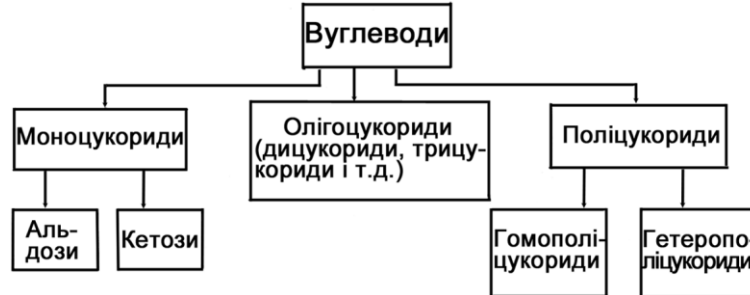 Вуглеводи
Моноцукориди
Олігоцукориди
(дицукориди, трицу-
кориди і т.д.)
Поліцукориди
Аль-
дози
Кетози
Гомополі-
цукориди
Гетеропо-
ліцукориди